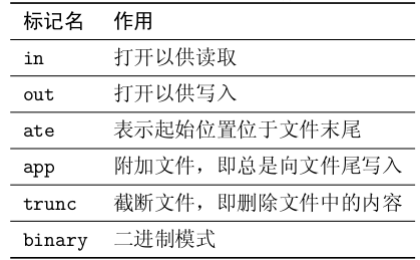 标记名 作用
in 打开以供读取
out 打开以供写入
ate 表示起始位置位于文件末尾
app 附加文件，即总是向文件尾写入
trunc 截断文件，即删除文件中的内容
binary 二进制模式